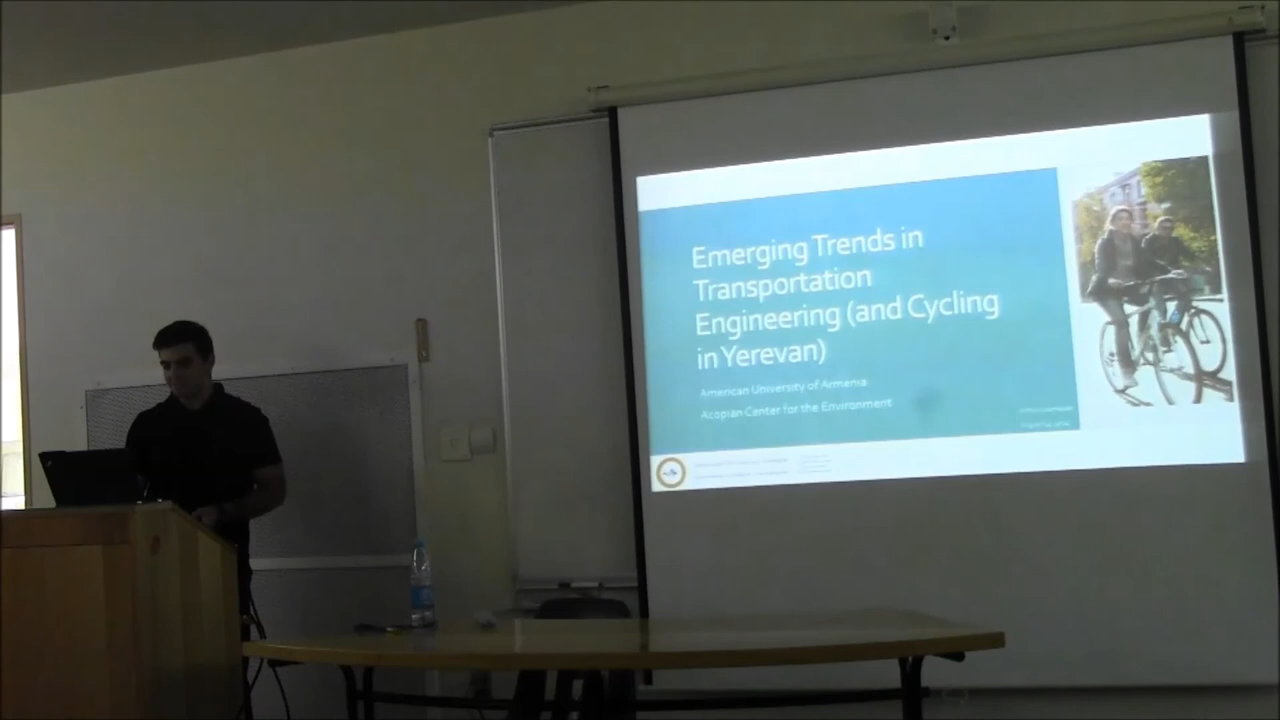 Emerging Trends in
Transportation
Engineering (and Cycling
in Yerevan)
American University of Armenia
Acopian Center for the Environment